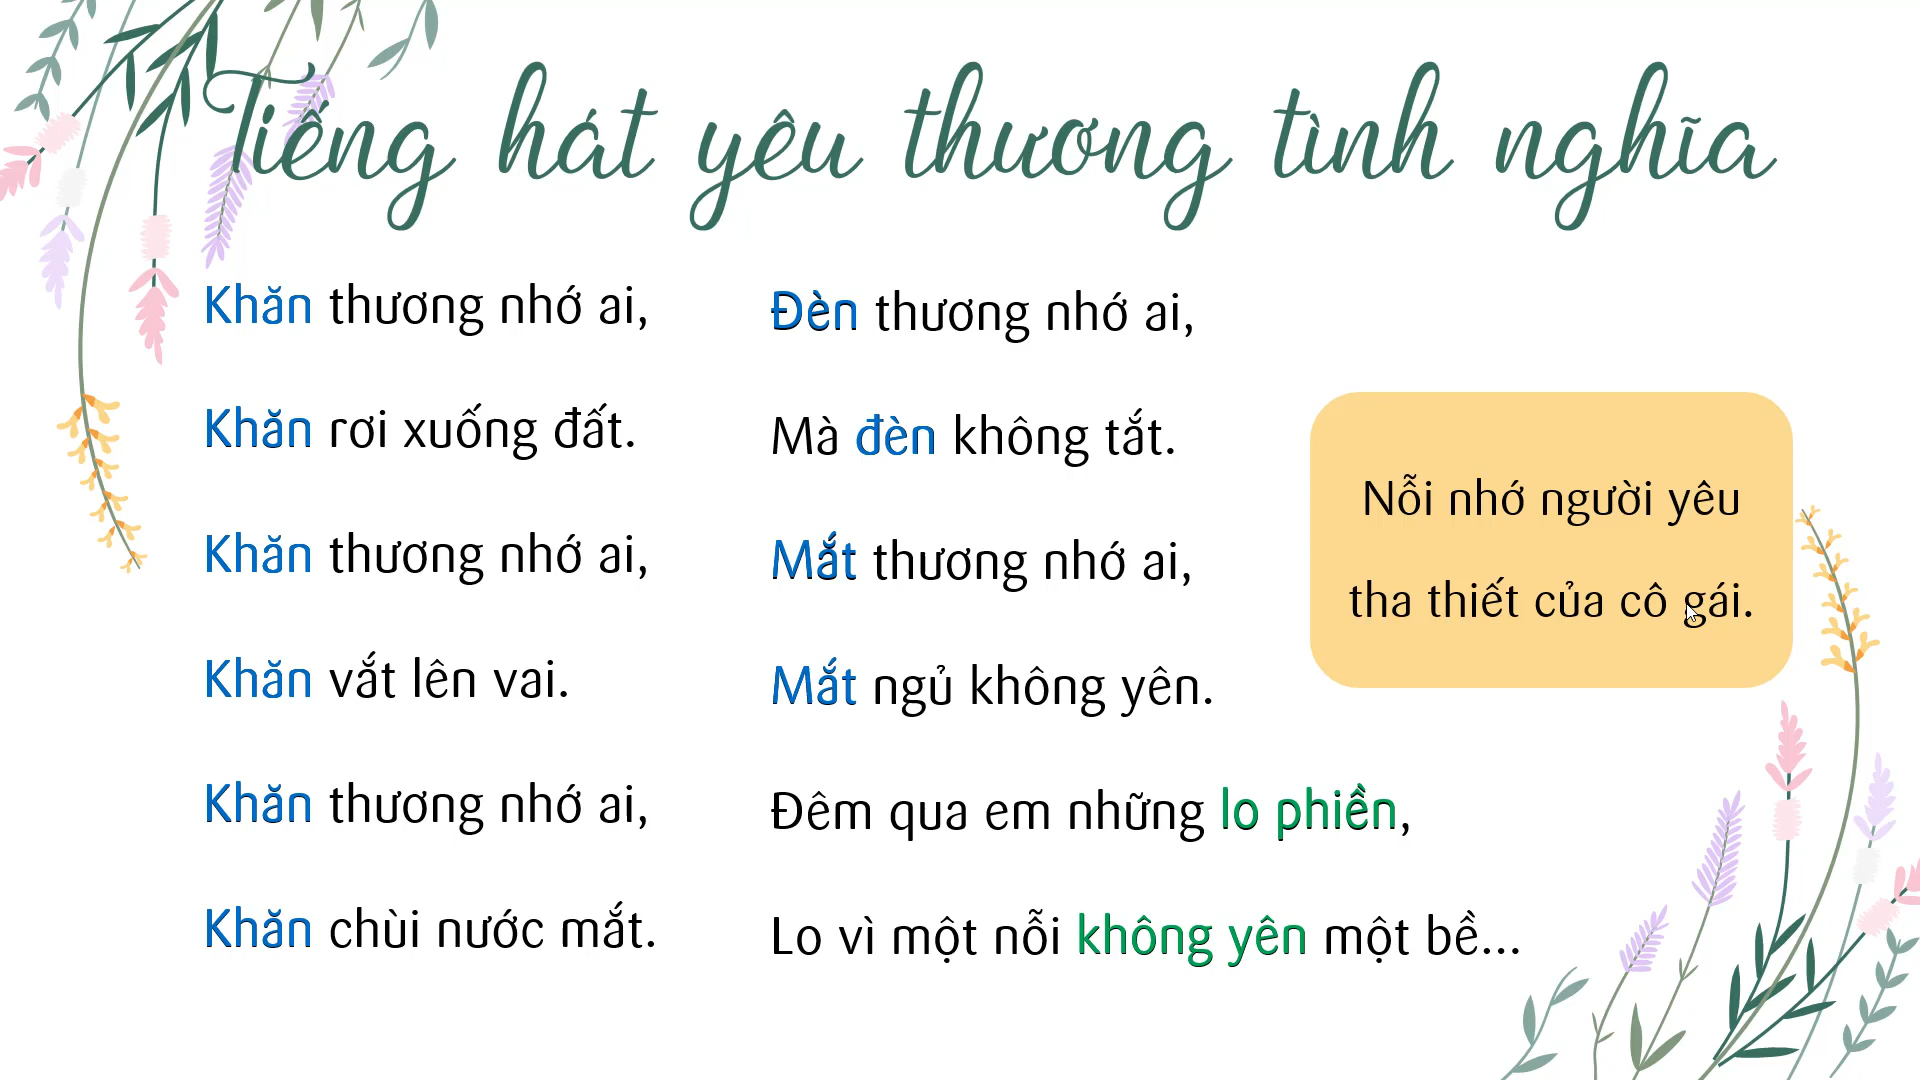 Tiếng hát yêu thương tình nghĩa
Khăn thương nhớ ai,
Khăn rơi xuống đất.
Khăn thương nhớ ai,
Khăn vắt lên vai.
Khăn thương nhớ ai,
Khăn chùi nước mắt.
Đèn thương nhớ ai,
Mà đèn không tắt.
Mắt thương nhớ ai,
Mắt ngủ không yên.
Đêm qua em những lo phiền,
Lo vì một nỗi không yên một bề...
Nỗi nhớ người yêu
tha thiết của cô gái.